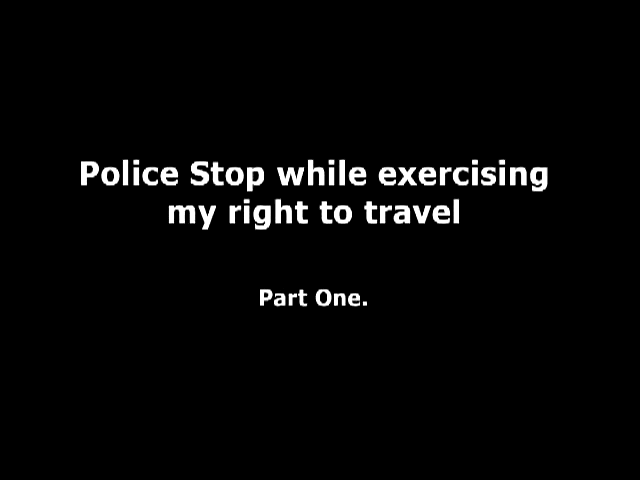 Police Stop while exercising
my right to travel
Part One.